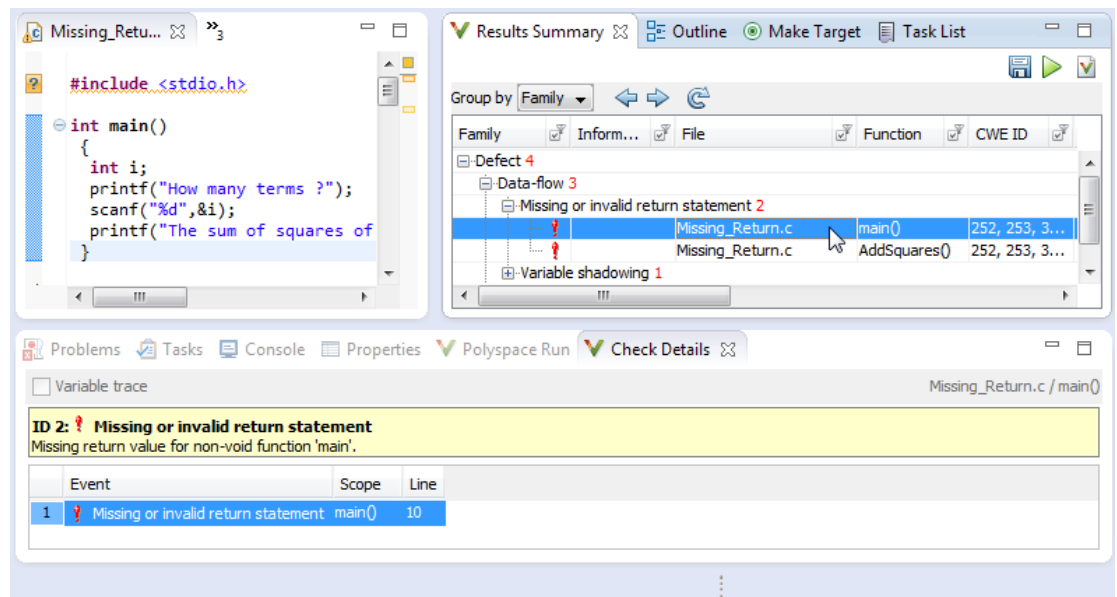 Missing_Retu... »3
#include <stdio.h>
int main()
{
int i;
printf("How many terms ?");
scanf("%d",&i);
printf("The sum of squares of
}
Results Summary Outline Make Target Task List
Group by Family
Family Inform... File Function CWE ID
Defect 4
Data-flow 3
Missing or invalid return statement 2
Missing_Return.c main() 252, 253, 3...
Missing_Return.c AddSquares() 252, 253, 3...
Variable shadowing 1
Problems Tasks Console Properties Polyspace Run Check Details
Variable trace Missing_Return.c / main()
ID 2: Missing or invalid return statement
Missing return value for non-void function 'main'.
Event Scope Line
1 Missing or invalid return statement main() 10